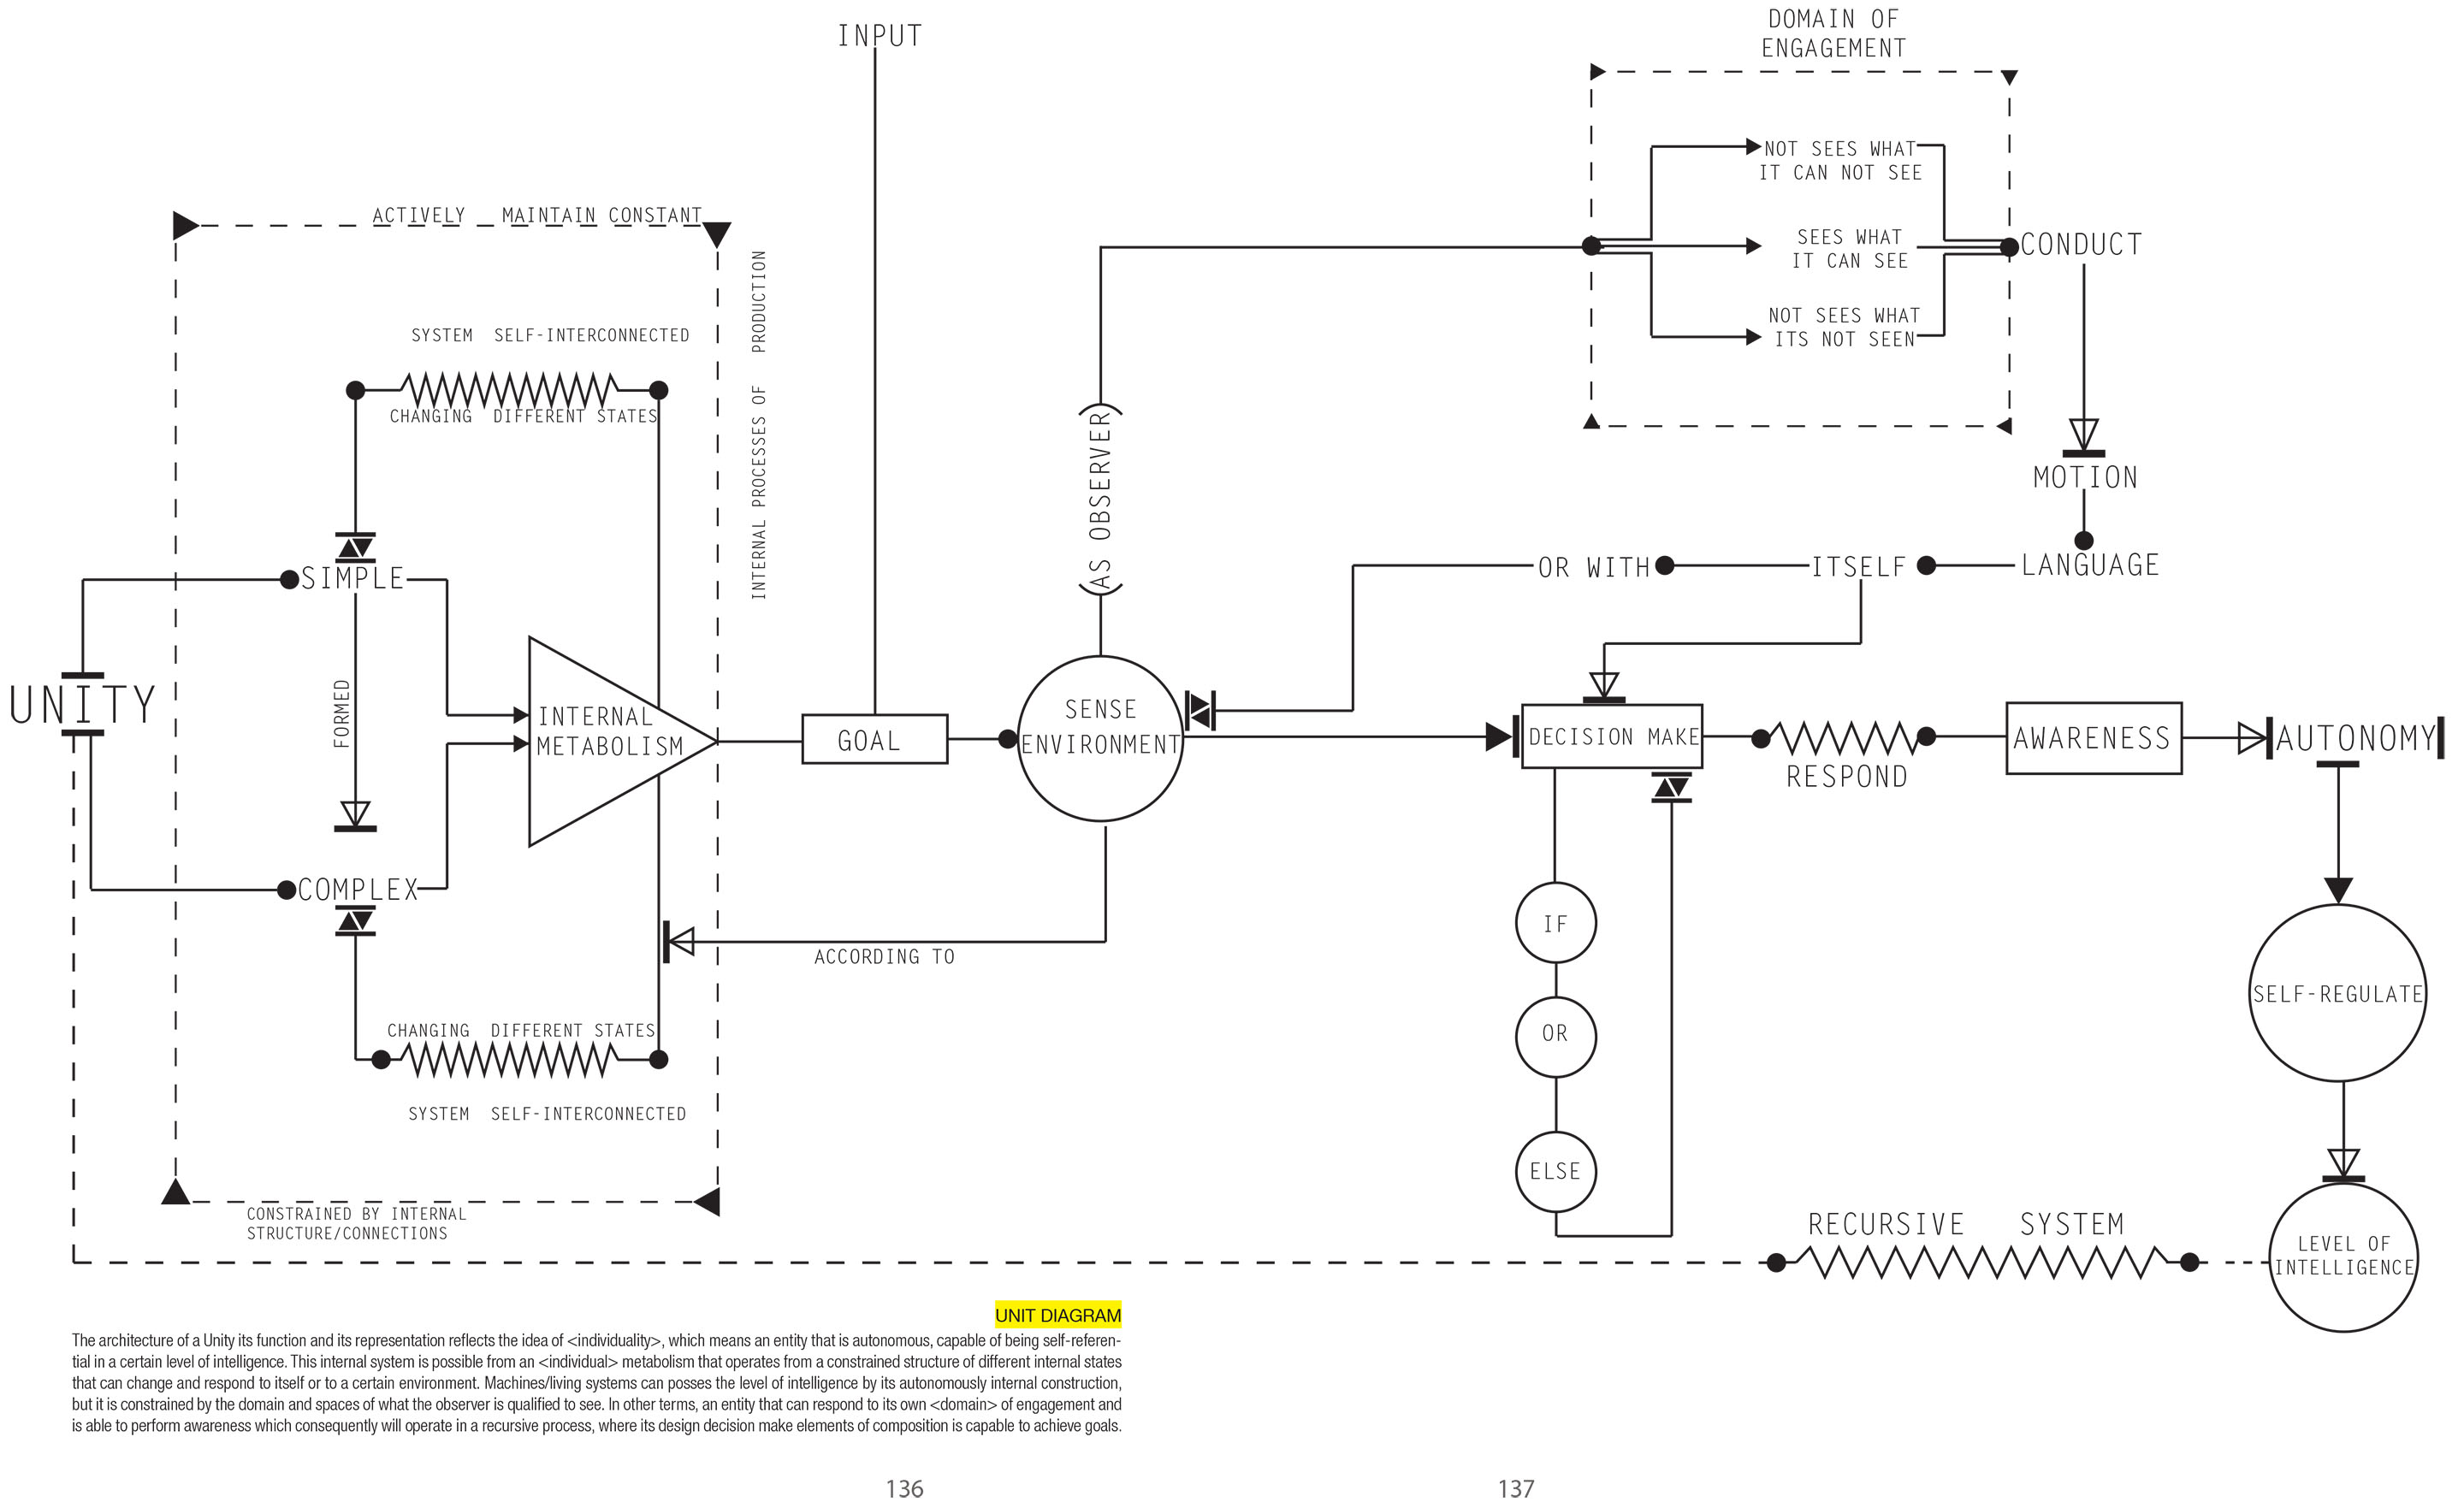 INPUT
DOMAIN OF
ENGAGEMENT
NOT SEES WHAT
IT CAN NOT SEE
SEES WHAT
IT CAN SEE
NOT SEES WHAT
ITS NOT SEEN
CONDUCT
MOTION
LANGUAGE
ITSELF
OR WITH
ACTIVELY MAINTAIN CONSTANT
INTERNAL PROCESSES OF PRODUCTION
SYSTEM SELF-INTERCONNECTED
CHANGING DIFFERENT STATES
SIMPLE
UNITY
FORMED
INTERNAL
METABOLISM
COMPLEX
CHANGING DIFFERENT STATES
SYSTEM SELF-INTERCONNECTED
CONSTRAINED BY INTERNAL
STRUCTURE/CONNECTIONS
GOAL
AS OBSERVER
SENSE
ENVIRONMENT
ACCORDING TO
DECISION MAKE
RESPOND
AWARENESS
AUTONOMY
IF
OR
ELSE
SELF-REGULATE
RECURSIVE SYSTEM
LEVEL OF
INTELLIGENCE
UNIT DIAGRAM
The architecture of a Unity its function and its representation reflects the idea of <individuality>, which means an entity that is autonomous, capable of being self-referen-
tial in a certain level of intelligence. This internal system is possible from an <individual> metabolism that operates from a constrained structure of different internal states
that can change and respond to itself or to a certain environment. Machines/living systems can posses the level of intelligence by its autonomously internal construction,
but it is constrained by the domain and spaces of what the observer is qualified to see. In other terms, an entity that can respond to its own <domain> of engagement and
is able to perform awareness which consequently will operate in a recursive process, where its design decision make elements of composition is capable to achieve goals.
136
137